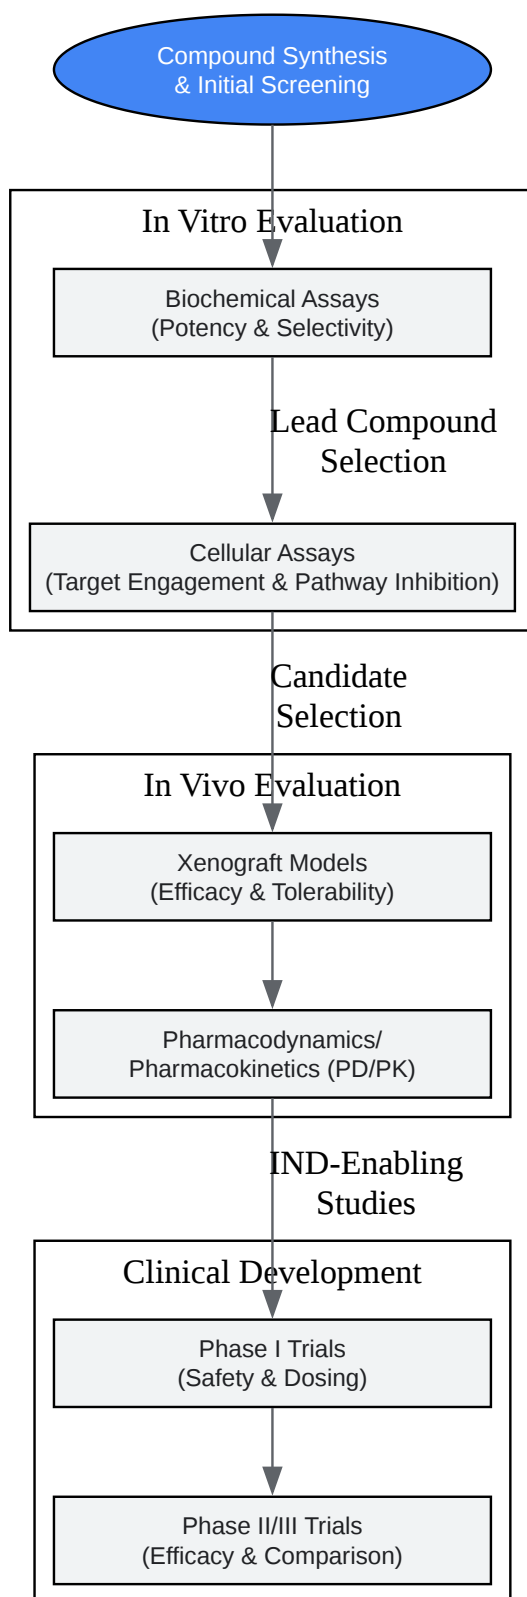 Compound Synthesis
& Initial Screening
In Vitro Evaluation
Biochemical Assays
(Potency & Selectivity)
Lead Compound
Selection
Cellular Assays
(Target Engagement & Pathway Inhibition)
Candidate
Selection
In Vivo Evaluation
Xenograft Models
(Efficacy & Tolerability)
Pharmacodynamics/
Pharmacokinetics (PD/PK)
IND-Enabling
Studies
Clinical Development
Phase I Trials
(Safety & Dosing)
Phase II/III Trials
(Efficacy & Comparison)